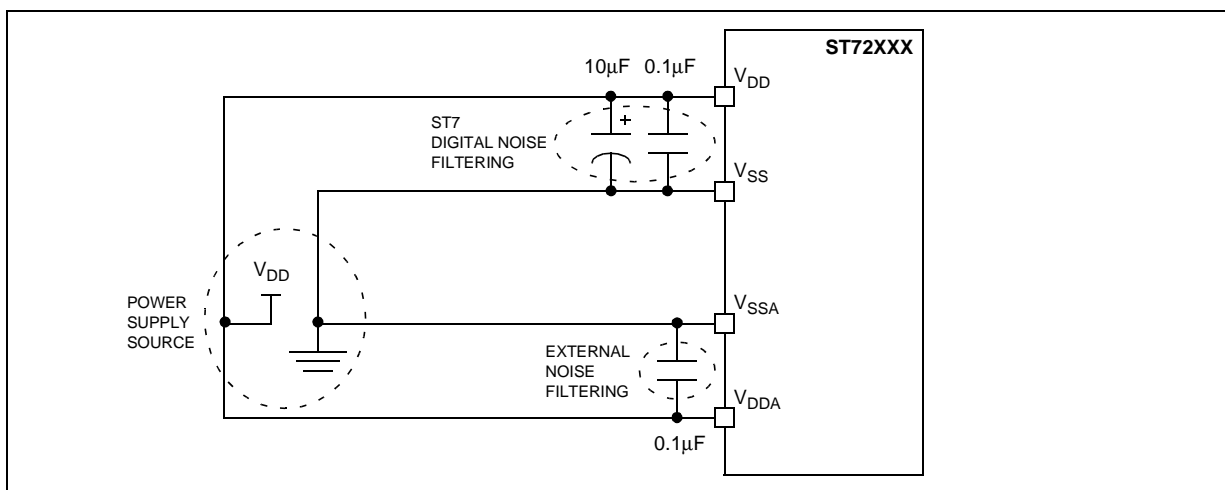 ST72XXX
10μF 0.1μF
VDD
ST7
DIGITAL NOISE
FILTERING
+
VSS
VDD
POWER
SUPPLY
SOURCE
VSSA
EXTERNAL
NOISE
FILTERING
VDDA
0.1μF